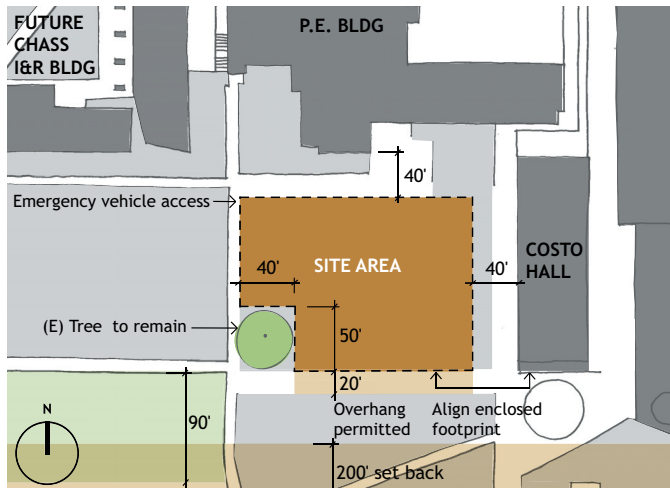 FUTURE
CHASS
I&R BLDG
P.E. BLDG
40'
Emergency vehicle access
SITE AREA
40'
40'
COSTO
HALL
(E) Tree to remain
50'
20'
Overhang
permitted
Align enclosed
footprint
N
90'
200' set back